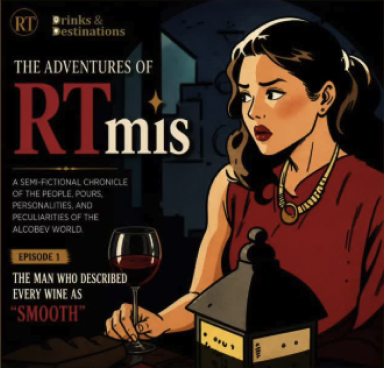 RT
Drinks &
Destinations
THE ADVENTURES OF
RTmis
A SEMI-FICTIONAL CHRONICLE
OF THE PEOPLE, POURS,
PERSONALITIES, AND
PECULIARITIES OF THE
ALCOBEV WORLD.
EPISODE 1
THE MAN WHO DESCRIBED
EVERY WINE AS
"SMOOTH"